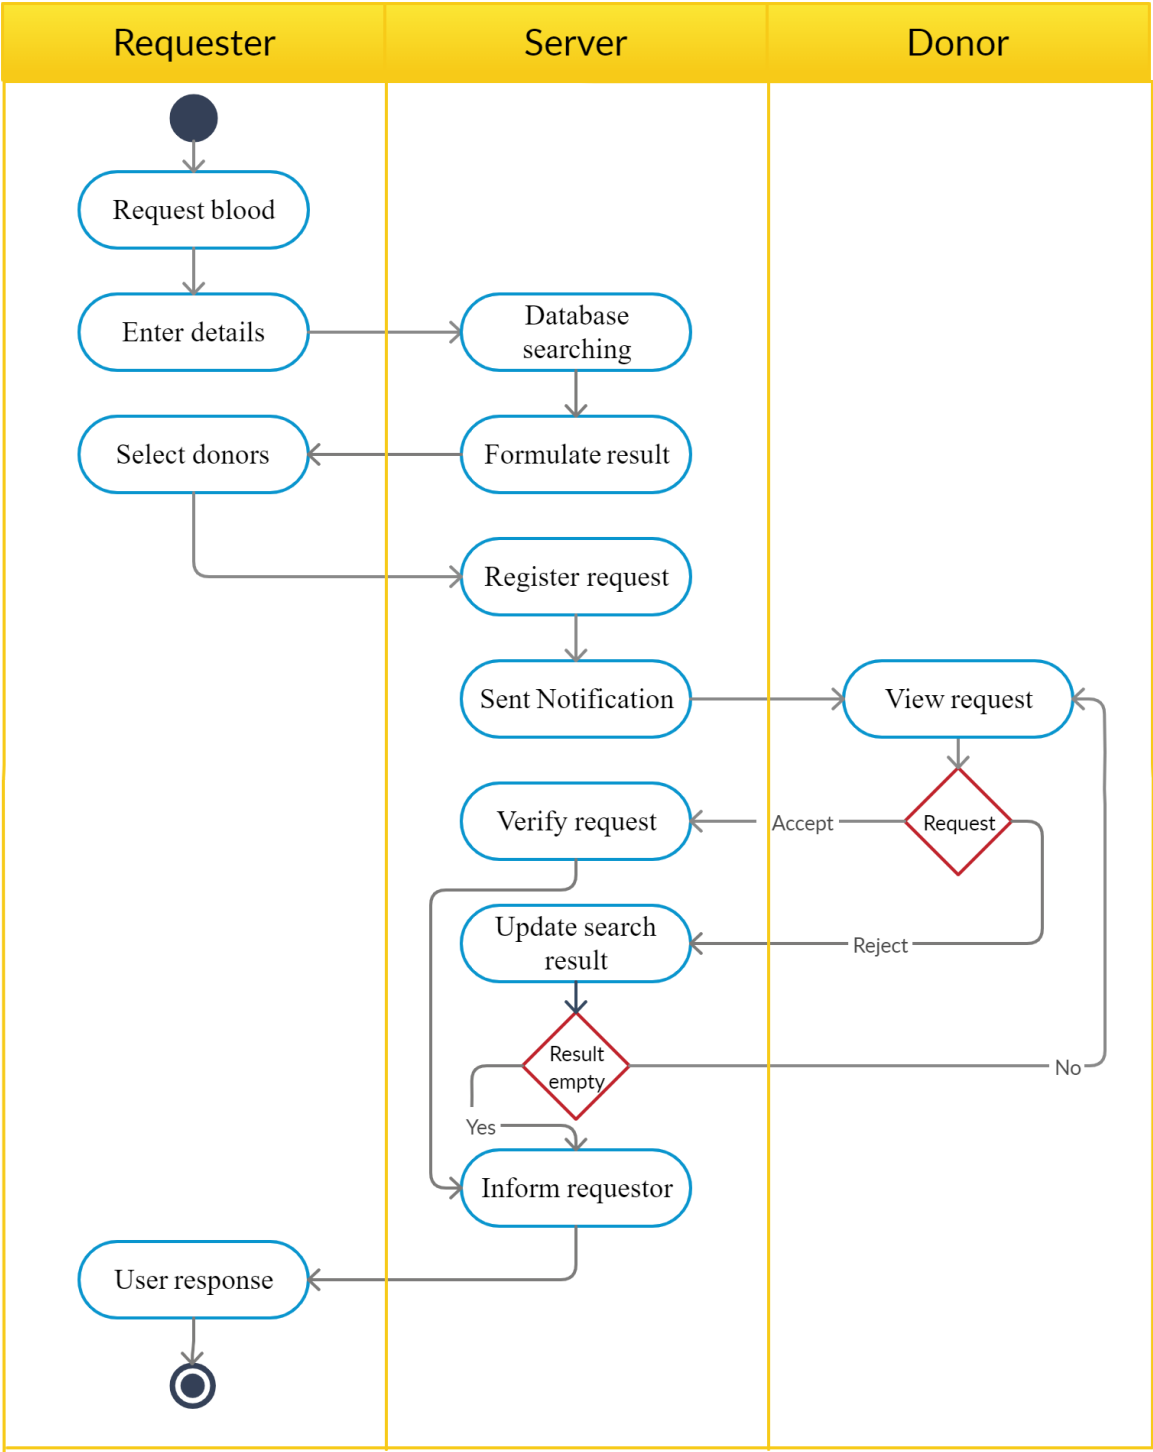 Requester
Server
Donor
Request blood
Enter details
Database
searching
Select donors
Formulate result
Register request
Sent Notification
View request
Verify request
Accept
Request
Update search
result
Reject
Result
empty
No
Yes
Inform requestor
User response